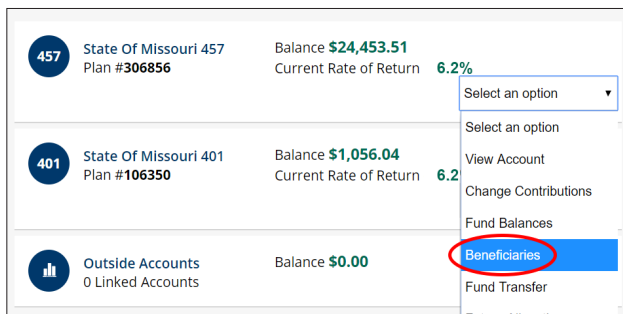 457
State Of Missouri 457
Balance $24,453.51
Plan #306856
Current Rate of Return 6.2%
Select an option
Select an option
View Account
Change Contributions
Fund Balances
Beneficiaries
Fund Transfer
401
State Of Missouri 401
Balance $1,056.04
Plan #106350
Current Rate of Return 6.2
Outside Accounts
Balance $0.00
0 Linked Accounts